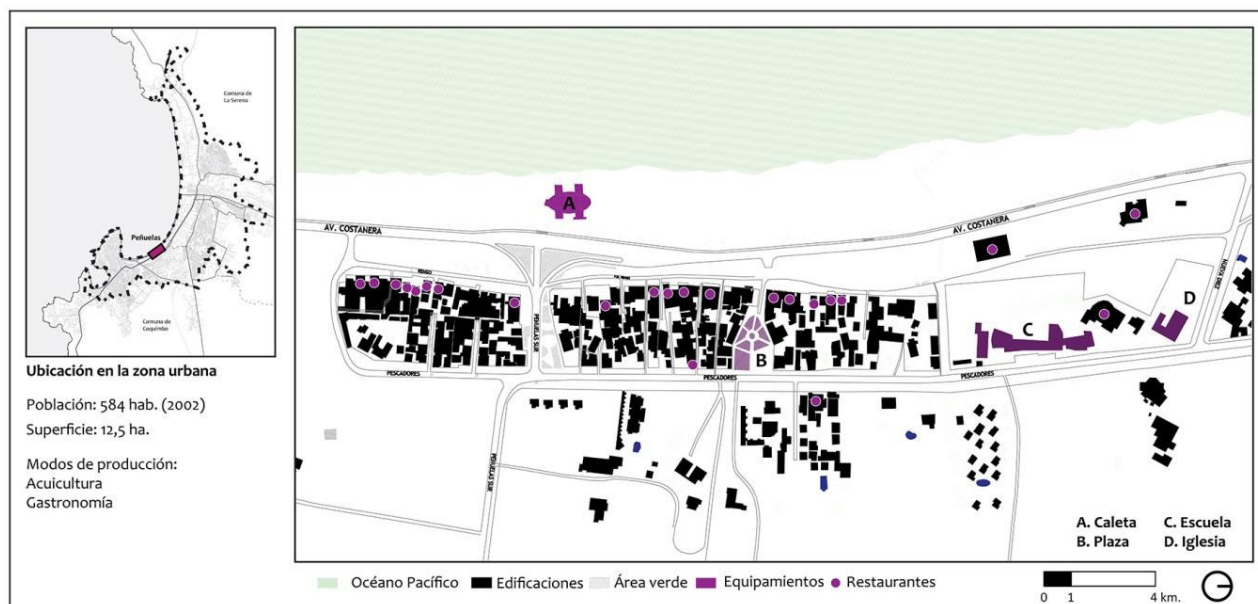 Comuna de
La Serena
Peñuelas
Comuna de
Coquimbo
Ubicación en la zona urbana
Población: 584 hab. (2002)
Superficie: 12,5 ha.
Modos de producción:
Acuicultura
Gastronomía
A
AV. COSTANERA
AV. COSTANERA
NUEVA
PEÑUELAS SUR
B
C
D
PESCADORES
PESCADORES
PESCADORES
PEÑUELAS SUR
A. Caleta C. Escuela
B. Plaza D. Iglesia
Océano Pacífico Edificaciones Área verde Equipamientos Restaurantes
0 1 4 km.